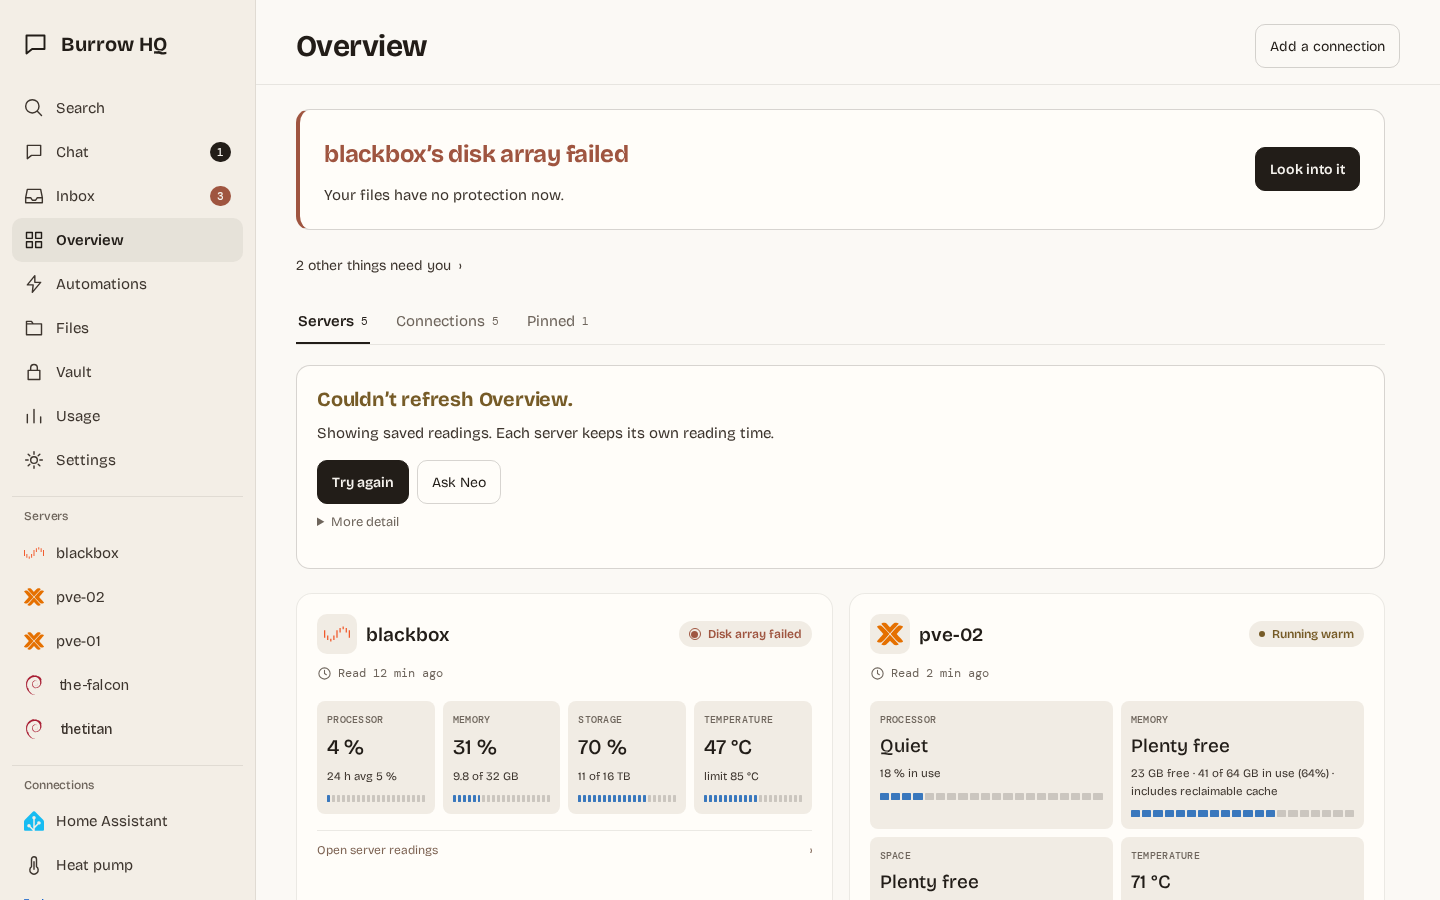 Burrow HQ
Search
Chat 1
Inbox 3
Overview
Automations
Files
Vault
Usage
Settings
Servers
blackbox
pve-02
pve-01
the-falcon
thetitan
Connections
Home Assistant
Heat pump
Overview
Add a connection
blackbox’s disk array failed
Your files have no protection now.
Look into it
2 other things need you ›
Servers 5 Connections 5 Pinned 1
Couldn’t refresh Overview.
Showing saved readings. Each server keeps its own reading time.
Try again Ask Neo
More detail
blackbox
Disk array failed
Read 12 min ago
PROCESSOR
4 %
24 h avg 5 %
MEMORY
31 %
9.8 of 32 GB
STORAGE
70 %
11 of 16 TB
TEMPERATURE
47 °C
limit 85 °C
Open server readings ›
pve-02
Running warm
Read 2 min ago
PROCESSOR
Quiet
18 % in use
MEMORY
Plenty free
23 GB free · 41 of 64 GB in use (64%) ·
includes reclaimable cache
SPACE
Plenty free
TEMPERATURE
71 °C